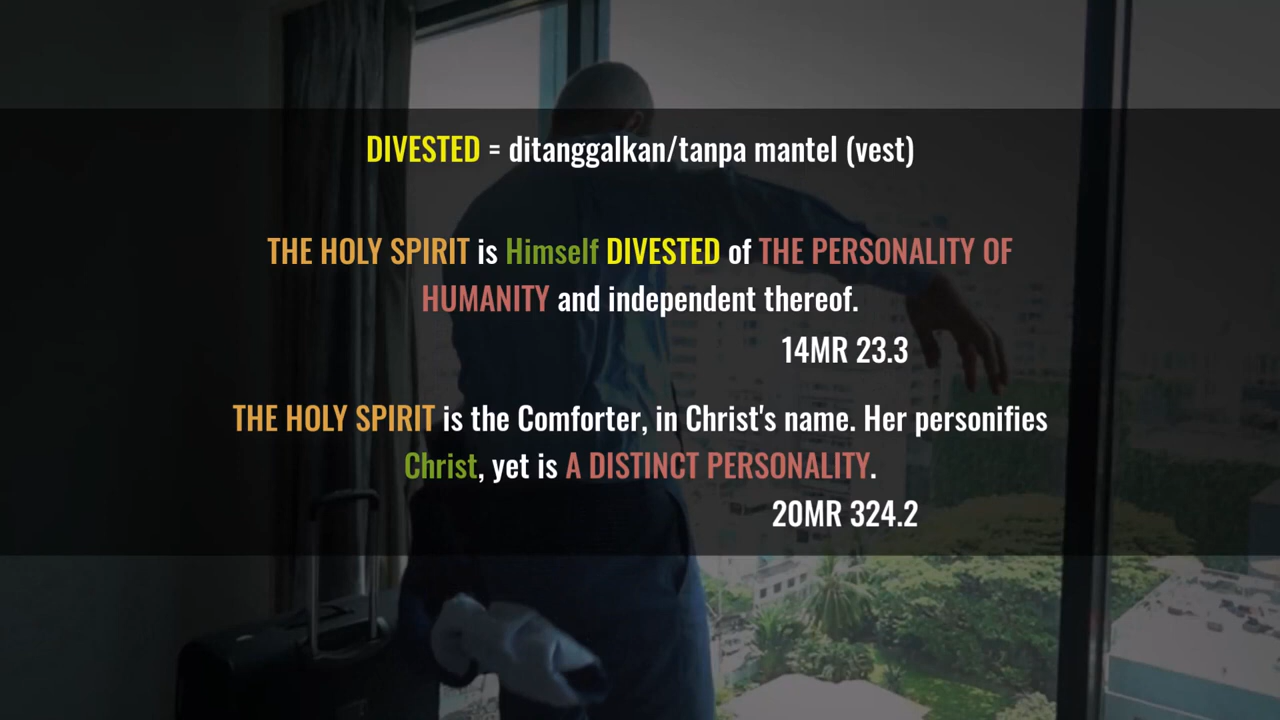 DIVESTED = ditanggalkan/tanpa mantel (vest)
THE HOLY SPIRIT is Himself DIVESTED of THE PERSONALITY OF
HUMANITY and independent thereof.
14MR 23.3
THE HOLY SPIRIT is the Comforter, in Christ's name. Her personifies
Christ, yet is A DISTINCT PERSONALITY.
20MR 324.2